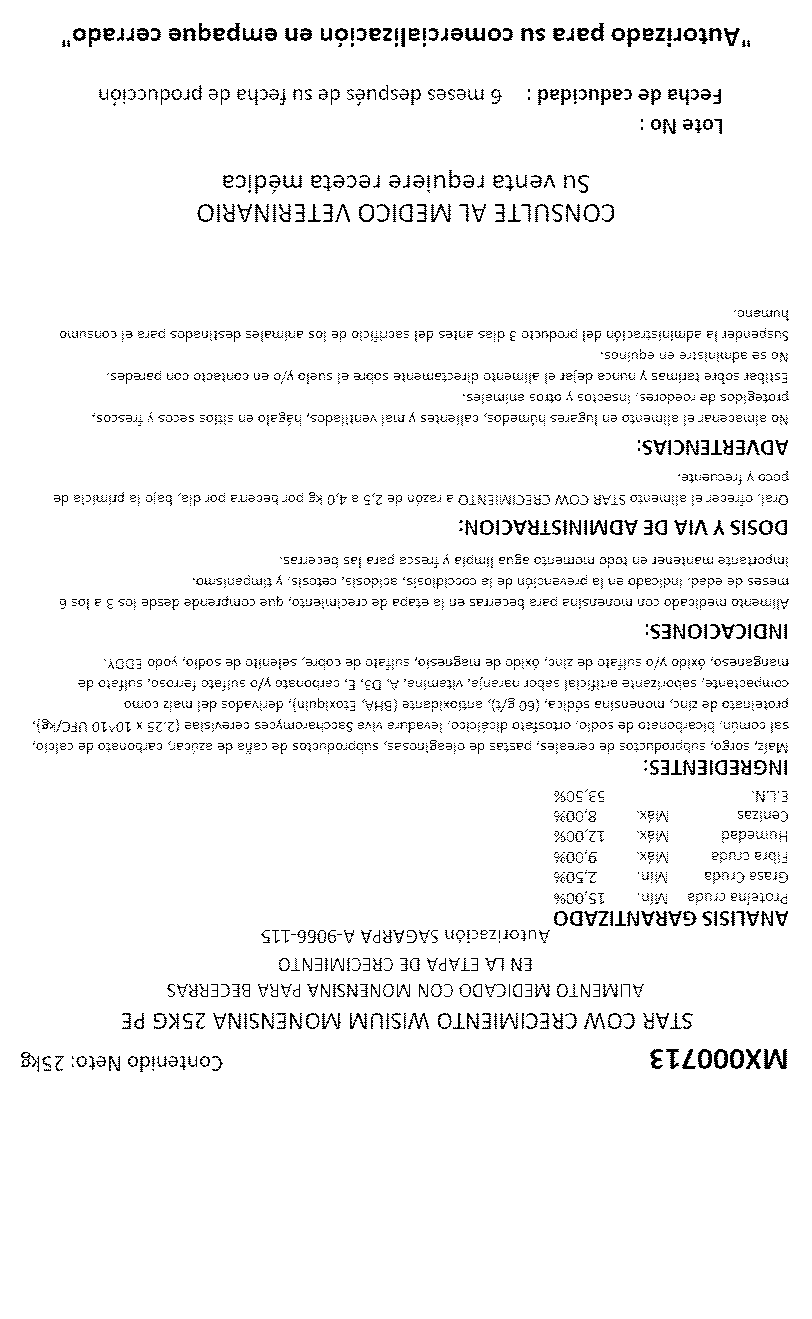 MX000713 Contenido Neto: 25kg
STAR COW CRECIMIENTO WISIUM MONENSINA 25KG PE
ALIMENTO MEDICADO CON MONENSINA PARA BECERRAS
EN LA ETAPA DE CRECIMIENTO
Autorización SAGARPA A-9066-115
ANALISIS GARANTIZADO
Proteína cruda Mín. 15,00%
Grasa Cruda Mín. 2,50%
Fibra cruda Máx. 9,00%
Humedad Máx. 12,00%
Cenizas Máx. 8,00%
E.L.N. 53,50%
INGREDIENTES:
Maíz, sorgo, subproductos de cereales, pastas de oleaginosas, subproductos de caña de azúcar, carbonato de calcio,
sal común, bicarbonato de sodio, ortosfato dicálcico, levadura viva Saccharomyces cerevisiae (2.25 x 10^10 UFC/kg),
proteinato de zinc, monensina sódica, (60 g/t), antioxidante (BHA, Etoxiquin), derivados del maíz como
compactante, saborizante artificial sabor naranja, vitamina, A, D5, E, carbonato y/o sulfato ferroso, sulfato de
manganeso, óxido y/o sulfato de zinc, óxido de magnesio, sulfato de cobre, selenito de sodio, yodo EDDY.
INDICACIONES:
Alimento medicado con monensina para becerras en la etapa de crecimiento, que comprende desde los 3 a los 6
meses de edad. Indicado en la prevención de la coccidiosis, acidosis, cetosis, y timpanismo.
Importante mantener en todo momento agua limpia y fresca para las becerras.
DOSIS Y VIA DE ADMINISTRACION:
Oral, ofrecer el alimento STAR COW CRECIMIENTO a razón de 2,5 a 4,0 kg por becerra por día, bajo la primicia de
poco y frecuente.
ADVERTENCIAS:
No almacenar el alimento en lugares húmedos, calientes y mal ventilados, hágalo en sitios secos y frescos,
protegidos de roedores, insectos y otros animales.
Estibar sobre tarimas y nunca dejar el alimento directamente sobre el suelo y/o en contacto con paredes.
No se administre en equinos.
Suspender la administración del producto 3 días antes del sacrificio de los animales destinados para el consumo
humano.
CONSULTE AL MEDICO VETERINARIO
Su venta requiere receta médica
Lote No :
Fecha de caducidad : 6 meses después de su fecha de producción
"Autorizado para su comercialización en empaque cerrado"